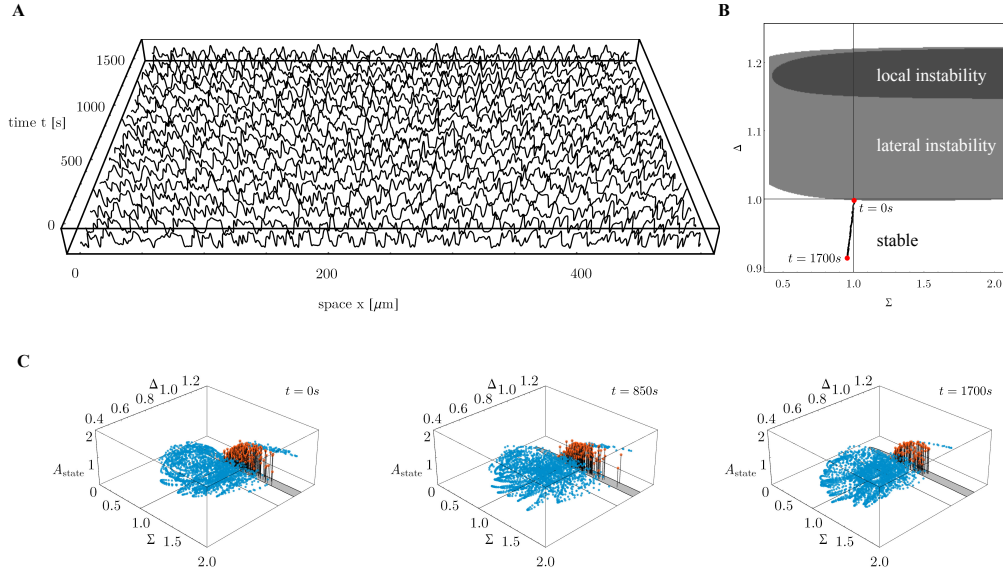 A
1500
1000
time t [s]
500
0
0
200
400
space x [μm]
B
1.2
local instability
1.1
Δ
lateral instability
1.0
t = 0s
stable
t = 1700s
0.9
0.5
1.0
1.5
2.0
Σ
C
1.2
Δ 1.0
0.8
0.6
0.4
t = 0s
2
A_state 1
0
0.5
1.0
Σ
1.5
2.0
1.2
Δ 1.0
0.8
0.6
0.4
t = 850s
2
A_state 1
0
0.5
1.0
Σ
1.5
2.0
1.2
Δ 1.0
0.8
0.6
0.4
t = 1700s
2
A_state 1
0
0.5
1.0
Σ
1.5
2.0